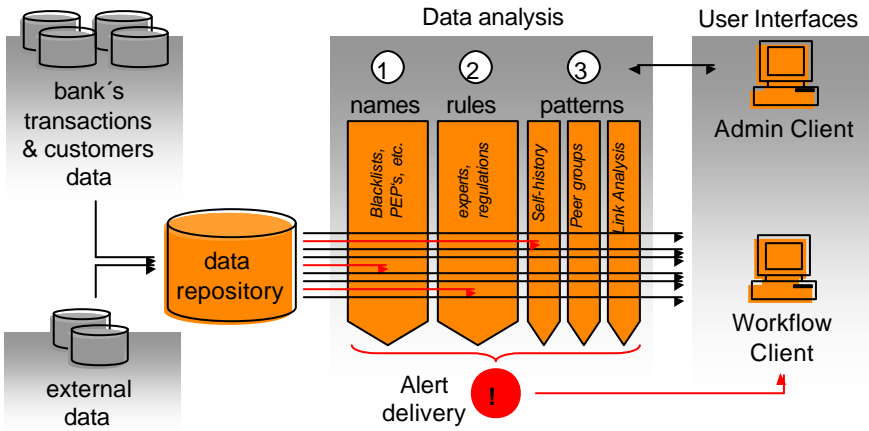 Data analysis
User Interfaces
1
2
3
names
rules
patterns
bank´s
transactions
& customers
data
Admin Client
Blacklists,
PEP's, etc.
experts,
regulations
Self-history
Peer groups
Link Analysis
data
repository
external
data
Workflow
Client
Alert
delivery
!